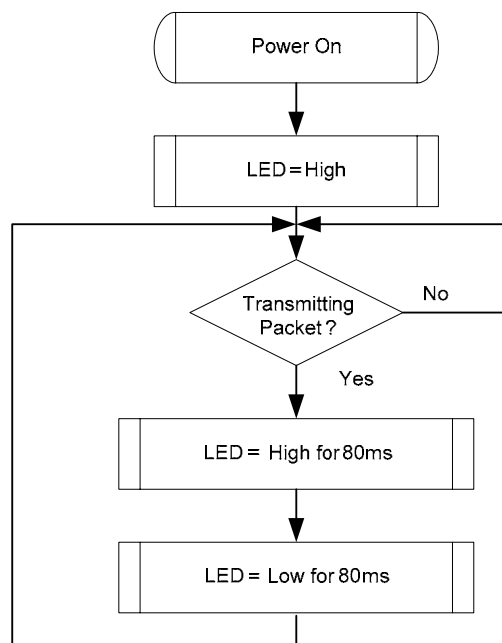 Power On
LED = High
Transmitting
Packet ?
No
Yes
LED = High for 80ms
LED = Low for 80ms